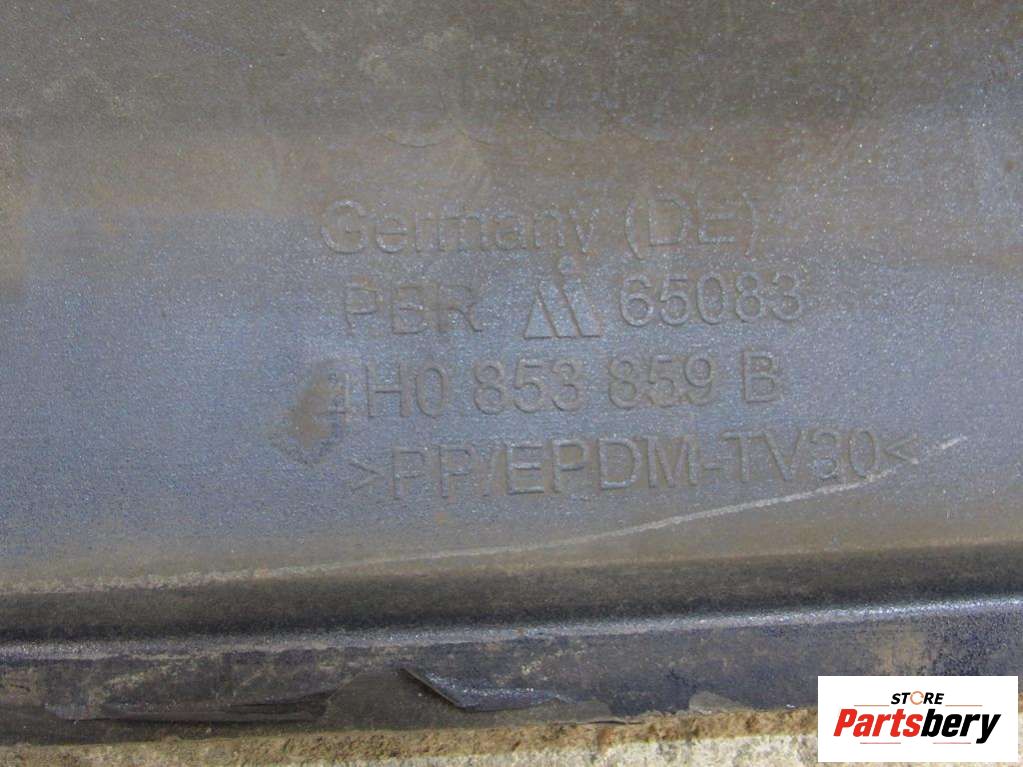 Germany (DE)
PBR 65083
1H0 853 859 B
>PP/EPDM-TV30<
STORE
Partsbery